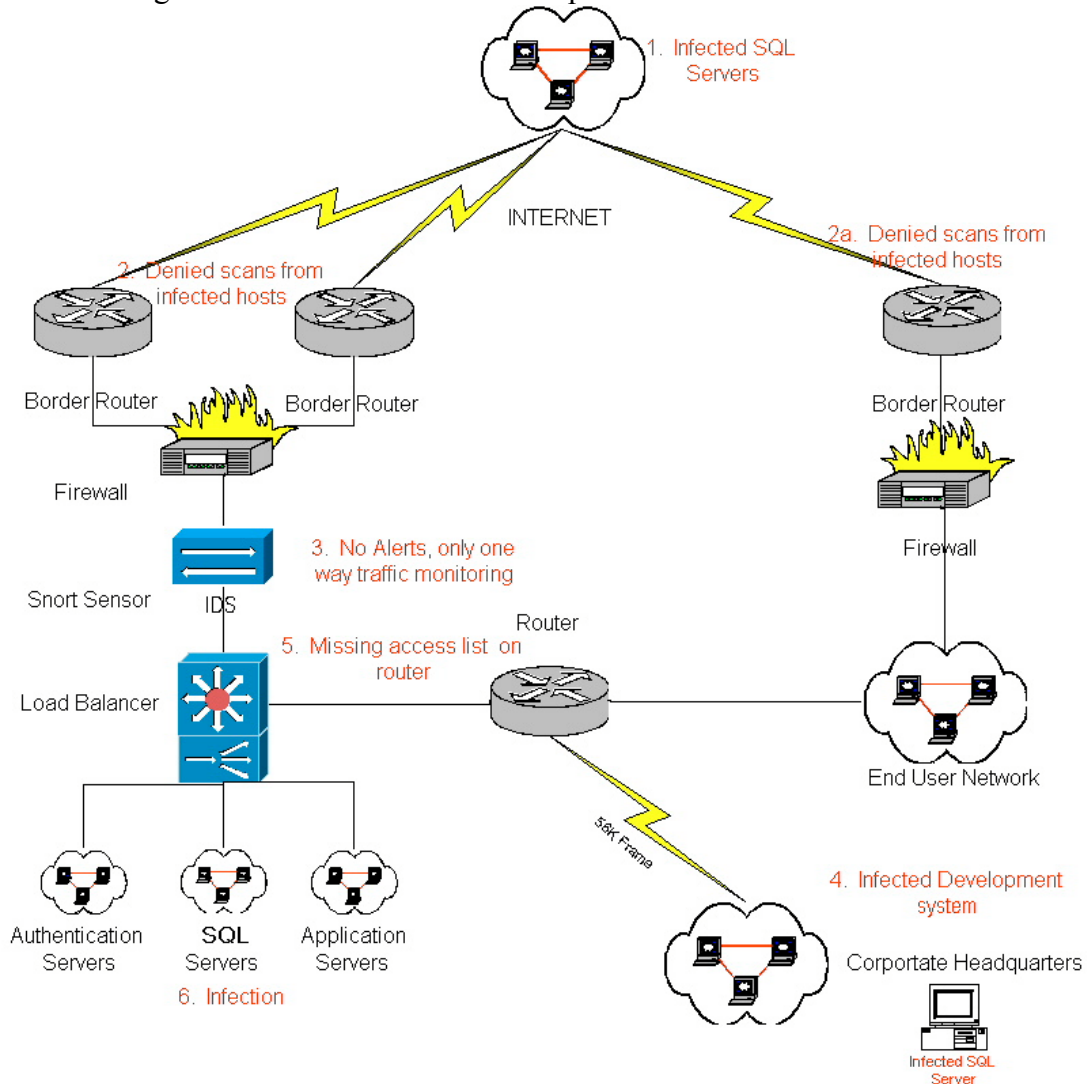 1. Infected SQL
Servers
INTERNET
2. Denied scans from
infected hosts
2a. Denied scans from
infected hosts
Border Router
Border Router
Border Router
Firewall
Firewall
3. No Alerts, only one
way traffic monitoring
Snort Sensor
IDS
Router
5. Missing access list on
router
Load Balancer
End User Network
56K Frame
4. Infected Development
system
Authentication
Servers
SQL
Servers
Application
Servers
Corportate Headquarters
6. Infection
Infected SQL
Server